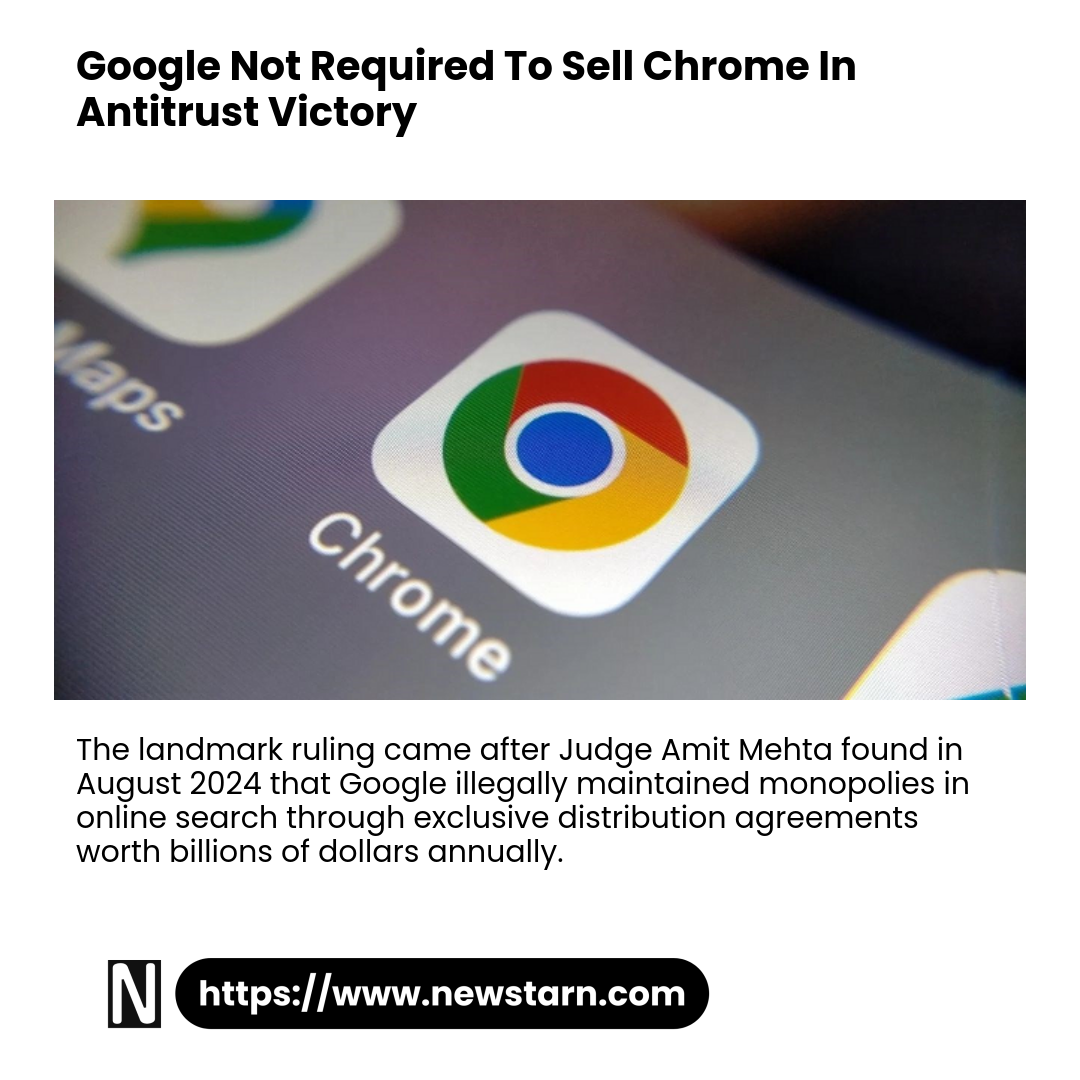 Google Not Required To Sell Chrome In
Antitrust Victory
Maps
Chrome
The landmark ruling came after Judge Amit Mehta found in
August 2024 that Google illegally maintained monopolies in
online search through exclusive distribution agreements
worth billions of dollars annually.
N https://www.newstarn.com